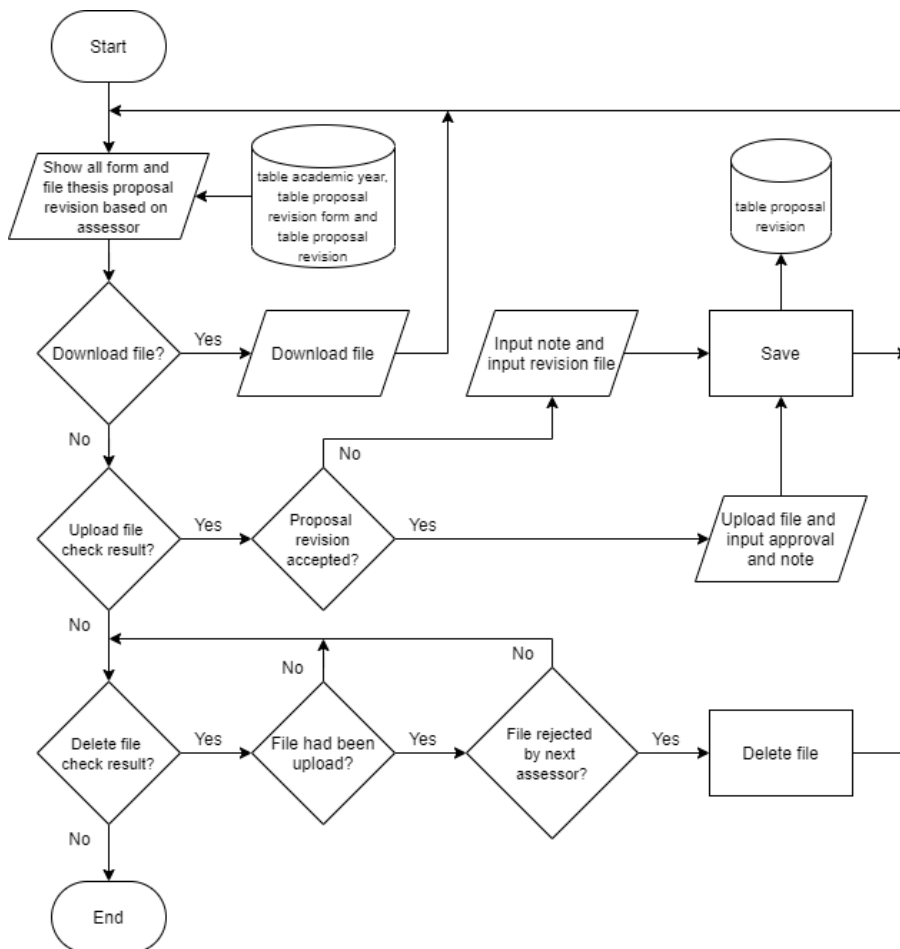 Start
Show all form and
file thesis proposal
revision based on
assessor
table academic year,
table proposal
revision form and
table proposal
revision
table proposal
revision
Download file?
Yes
Download file
Input note and
input revision file
Save
No
No
Upload file
check result?
Yes
Proposal
revision
accepted?
Yes
Upload file and
input approval
and note
No
No
No
Delete file
check result?
Yes
File had been
upload?
Yes
File rejected
by next
assessor?
Yes
Delete file
No
End